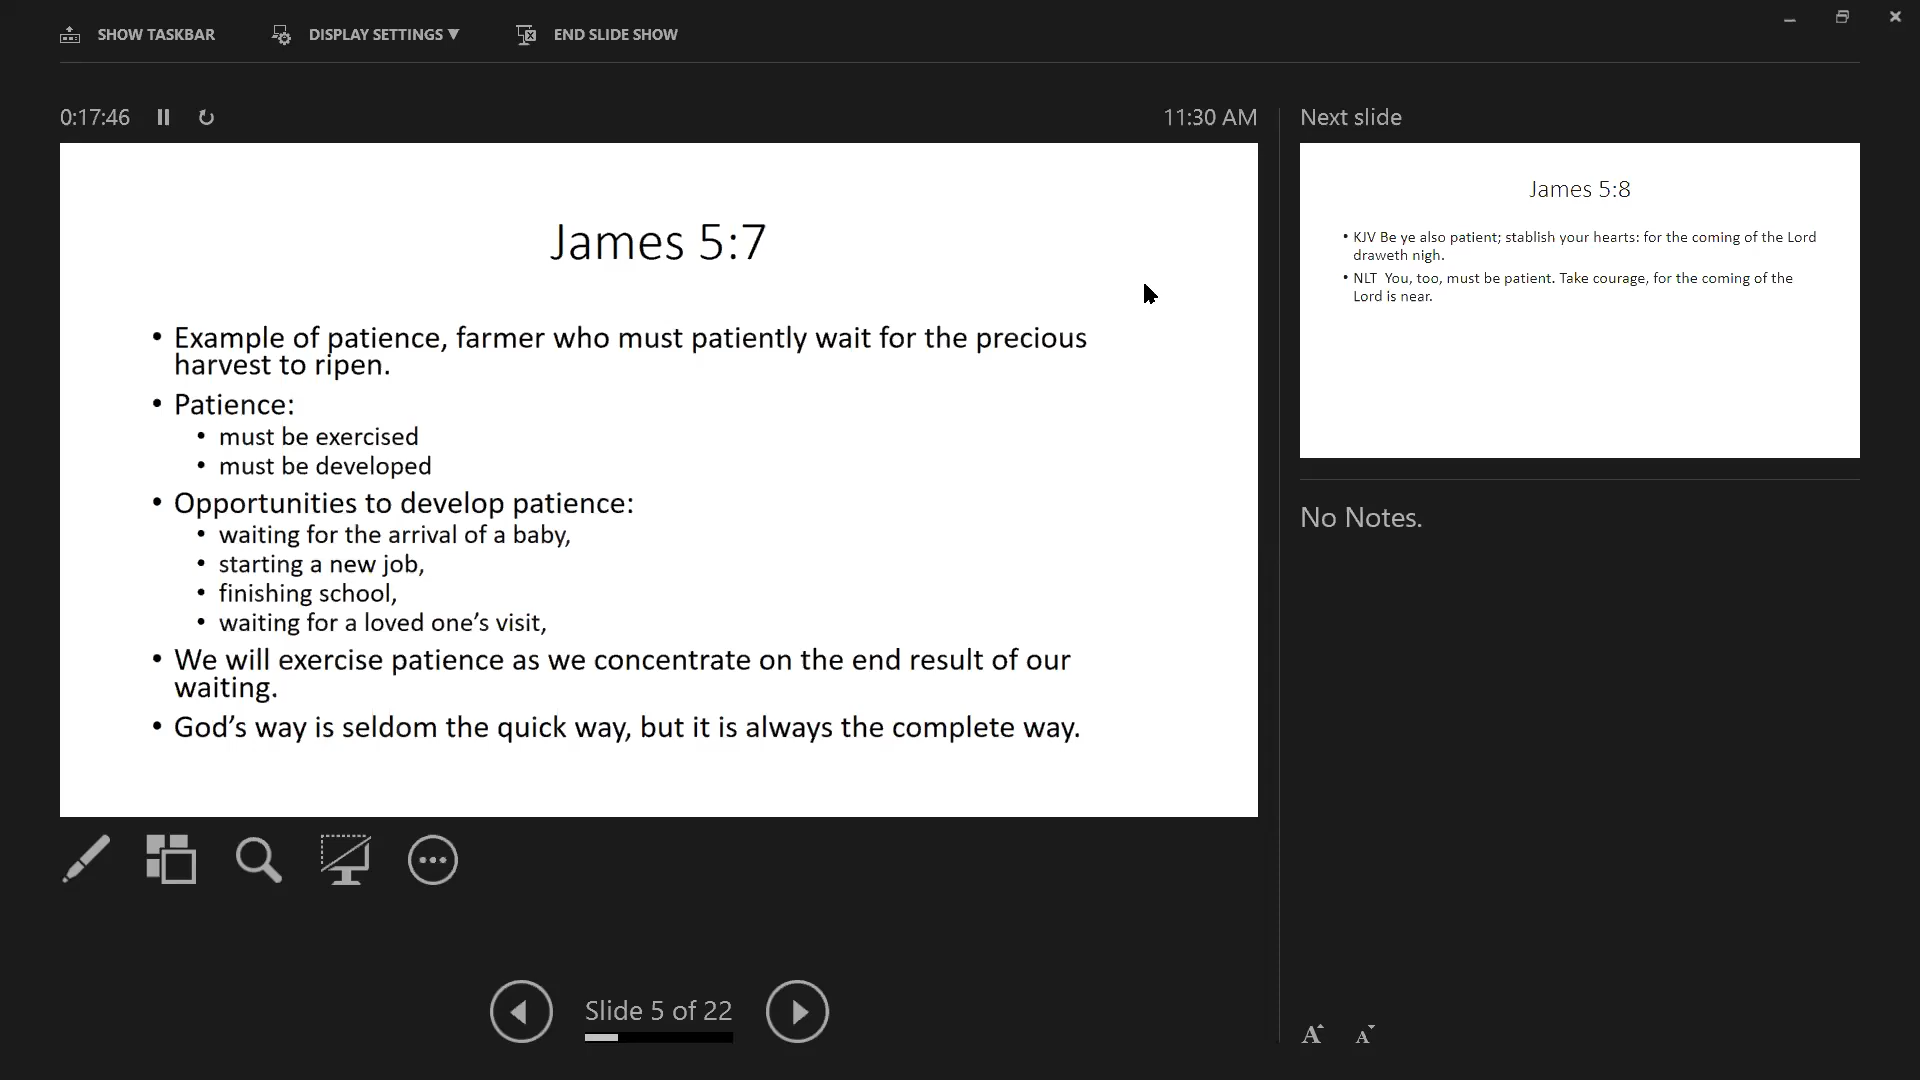 SHOW TASKBAR
DISPLAY SETTINGS ▼
END SLIDE SHOW
0:17:46
11:30 AM
James 5:7
• Example of patience, farmer who must patiently wait for the precious
harvest to ripen.
• Patience:
• must be exercised
• must be developed
• Opportunities to develop patience:
• waiting for the arrival of a baby,
• starting a new job,
• finishing school,
• waiting for a loved one’s visit,
• We will exercise patience as we concentrate on the end result of our
waiting.
• God’s way is seldom the quick way, but it is always the complete way.
Slide 5 of 22
Next slide
James 5:8
• KJV Be ye also patient; stablish your hearts: for the coming of the Lord
draweth nigh.
• NLT You, too, must be patient. Take courage, for the coming of the
Lord is near.
No Notes.
A A